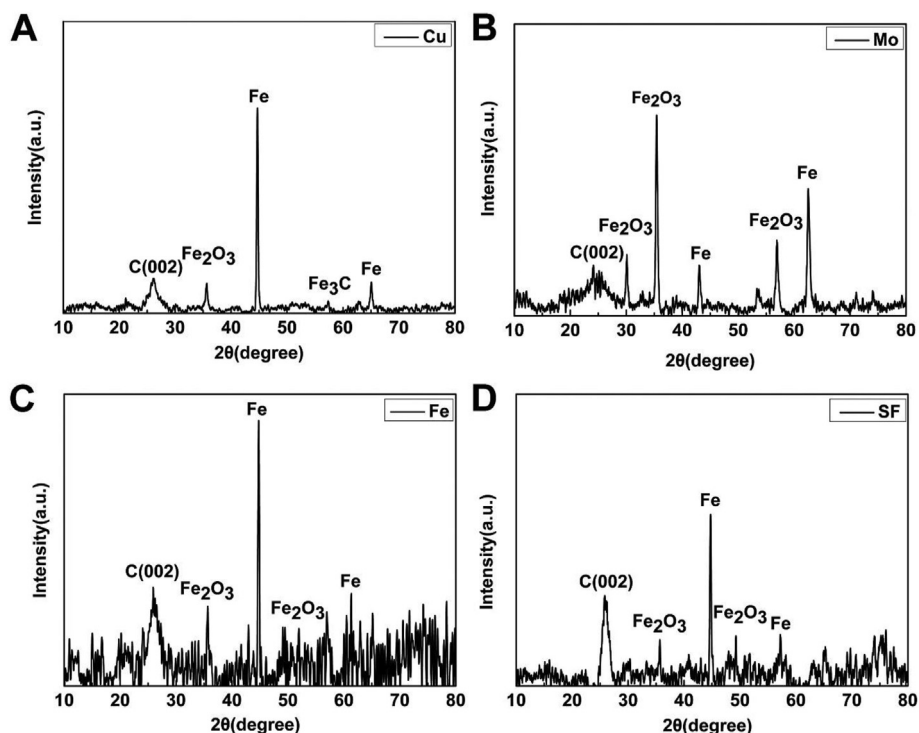 A
Cu
Fe
C(002)
Fe₂O₃
Fe₃C
Fe
Intensity(a.u.)
10 20 30 40 50 60 70 80
2θ(degree)
B
Mo
Fe₂O₃
Fe
Fe₂O₃
Fe₂O₃
C(002)
Fe
Intensity(a.u.)
10 20 30 40 50 60 70 80
2θ(degree)
C
Fe
Fe
C(002)
Fe₂O₃
Fe₂O₃
Fe
Intensity(a.u.)
10 20 30 40 50 60 70 80
2θ(degree)
D
SF
Fe
C(002)
Fe₂O₃
Fe₂O₃
Fe
Intensity(a.u.)
10 20 30 40 50 60 70 80
2θ(degree)